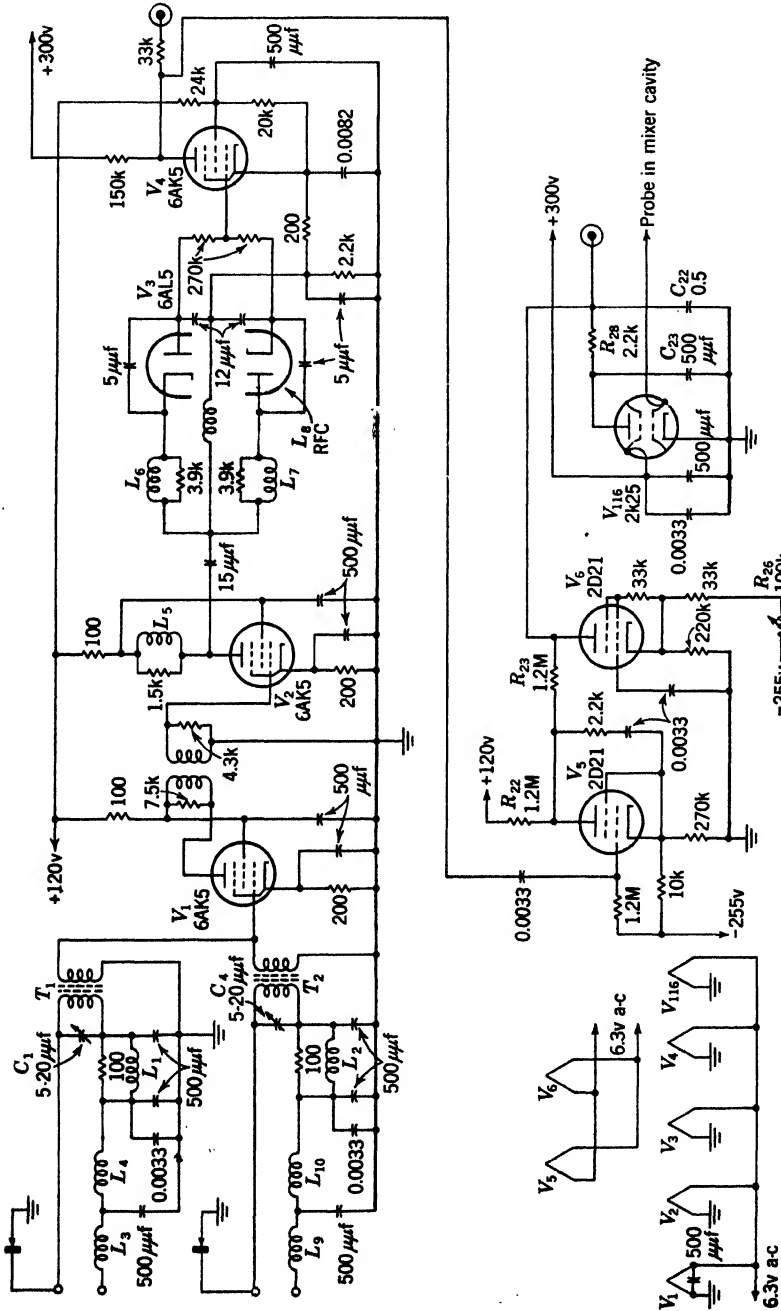 +300v
33k
500 μμf
24k
20k
150k
V4
6AK5
0.0082
200
2.2k
270k
V3
6AL5
5μμf
12μμf
5μμf
L8
RFC
L6
3.9k
3.9k
L7
15μμf
500μμf
100
L5
1.5k
V2
6AK5
200
4.3k
+120v
100
7.5k
500 μμf
V1
6AK5
200
T1
C1
5-20μμf
100
L1
500μμf
L4
0.0033
L3
500μμf
C4
5-20μμf
T2
100
L2
500μμf
L10
0.0033
L9
500μμf
+300v
Probe in mixer cavity
R28
2.2k
C22
0.5
C23
500 μμf
V116
2k25
500μμf
0.0033
V6
2D21
33k
33k
R26
220k
-255v
R23
1.2M
2.2k
0.0033
+120v
R22
1.2M
V5
2D21
270k
0.0033
1.2M
10k
-255v
V5
V6
6.3v a-c
V1
500 μμf
V2
V3
V4
V116
6.3v a-c